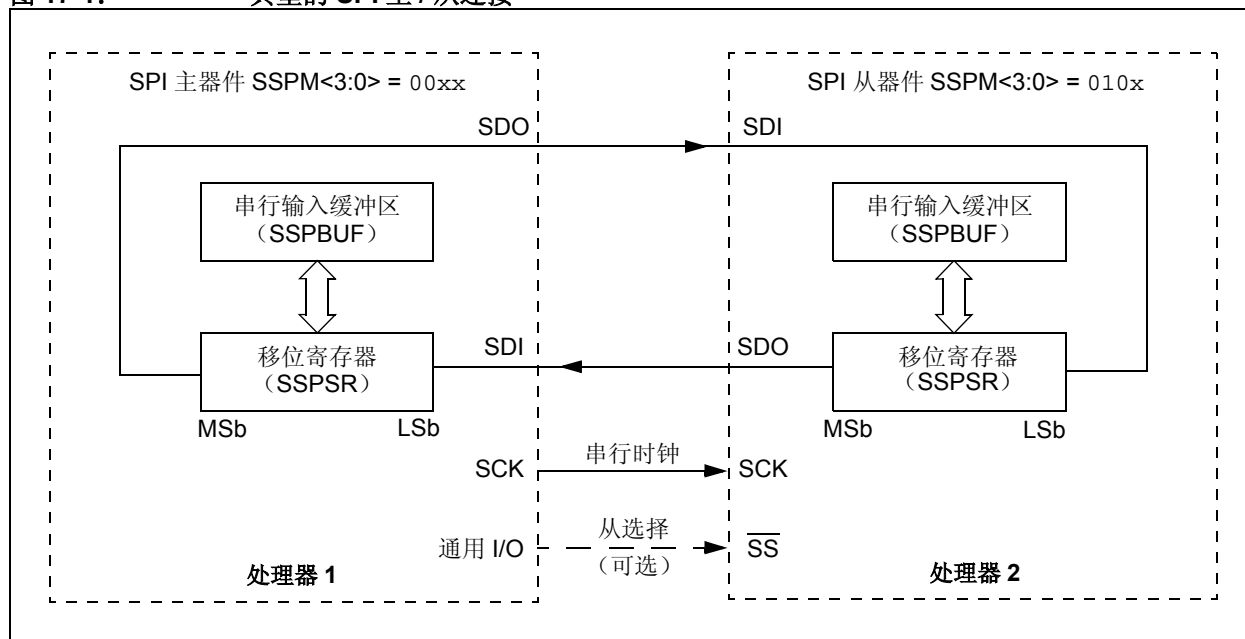 SPI 主器件 SSPM<3:0> = 00xx
SPI 从器件 SSPM<3:0> = 010x
SDO
SDI
串行输入缓冲区
（SSPBUF）
串行输入缓冲区
（SSPBUF）
移位寄存器
（SSPSR）
SDI
SDO
移位寄存器
（SSPSR）
MSb
LSb
MSb
LSb
SCK
串行时钟
SCK
通用 I/O
从选择
（可选）
SS
处理器 1
处理器 2